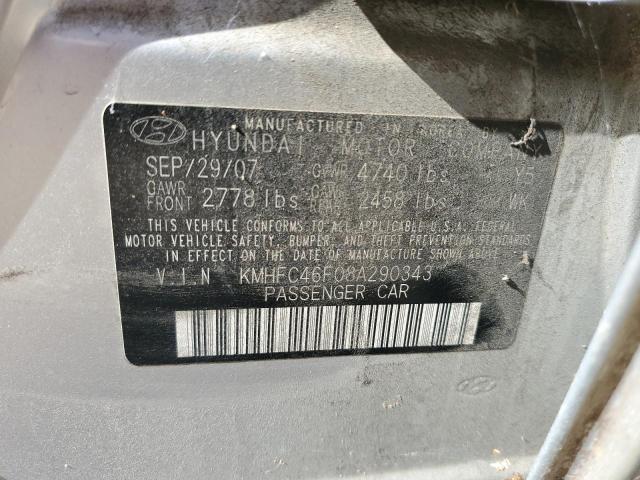 MANUFACTURED IN KOREA BY
HYUNDAI MOTOR COMPANY
SEP/29/07 GVWR 4740 lbs Y5
GAWR FRONT 2778 lbs GAWR REAR 2458 lbs WK
THIS VEHICLE CONFORMS TO ALL APPLICABLE U.S.A. FEDERAL
MOTOR VEHICLE SAFETY, BUMPER, AND THEFT PREVENTION STANDARDS
IN EFFECT ON THE DATE OF MANUFACTURE SHOWN ABOVE.
V.I.N KMHFC46F08A290343
PASSENGER CAR